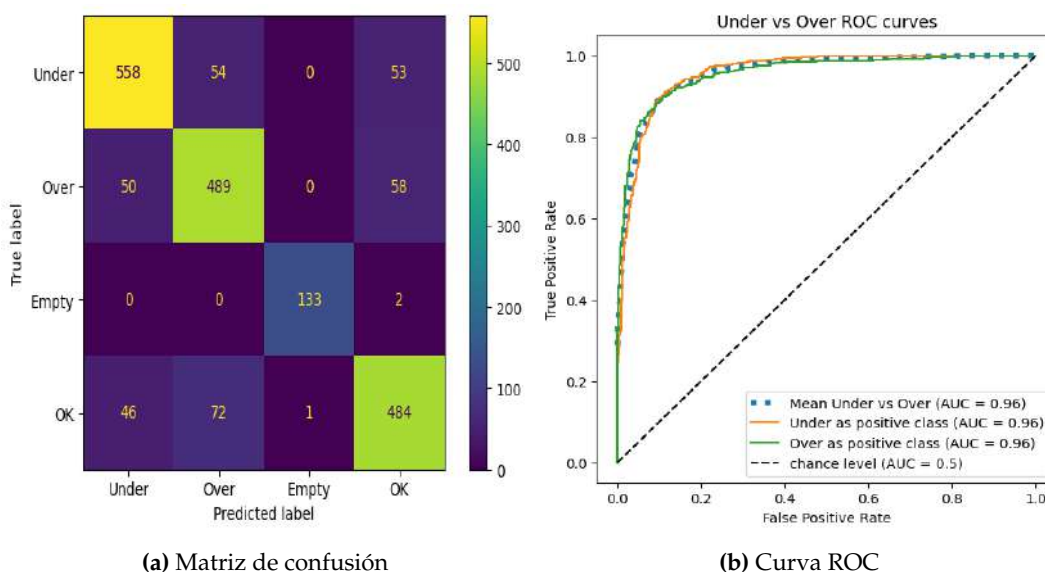 Under vs Over ROC curves
True label
Under
Over
Empty
OK
558 54 0 53
50 489 0 58
0 0 133 2
46 72 1 484
Under Over Empty OK
Predicted label
500
400
300
200
100
0
True Positive Rate
1.0
0.8
0.6
0.4
0.2
0.0
0.0 0.2 0.4 0.6 0.8 1.0
False Positive Rate
Mean Under vs Over (AUC = 0.96)
Under as positive class (AUC = 0.96)
Over as positive class (AUC = 0.96)
chance level (AUC = 0.5)
(a) Matriz de confusión
(b) Curva ROC